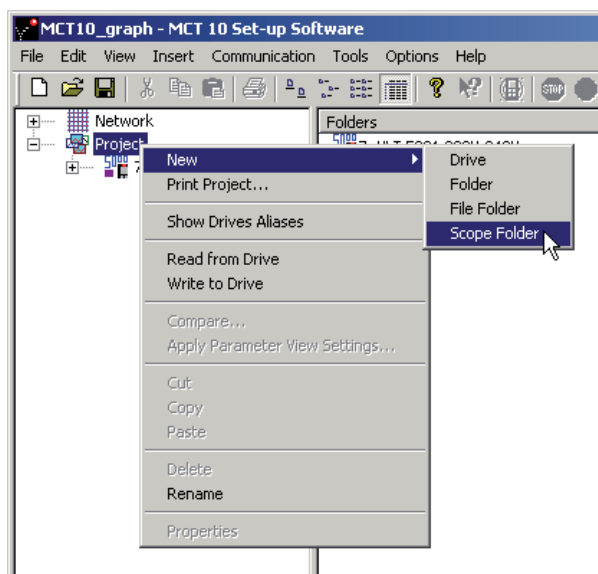 MCT10_graph - MCT 10 Set-up Software
File Edit View Insert Communication Tools Options Help
STOP
Network
Project
Folders
New
Print Project...
Show Drives Aliases
Read from Drive
Write to Drive
Compare...
Apply Parameter View Settings...
Cut
Copy
Paste
Delete
Rename
Properties
Drive
Folder
File Folder
Scope Folder